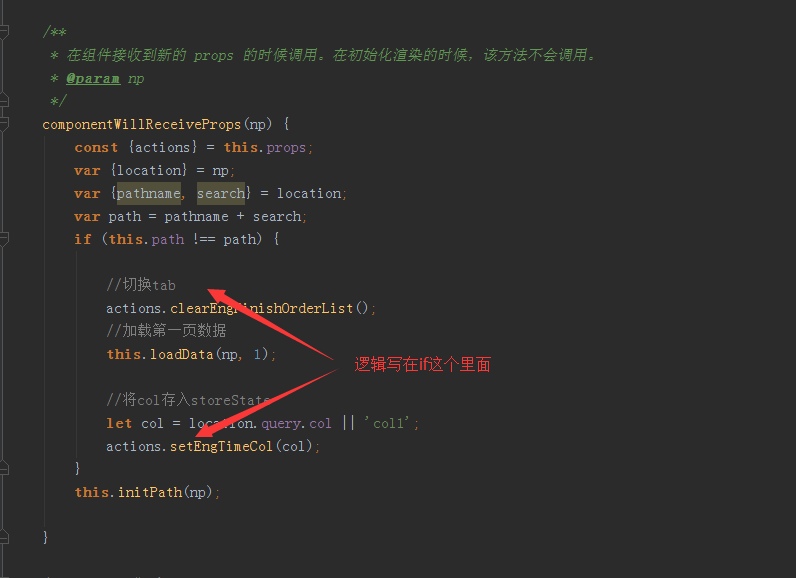 /**
* 在组件接收到新的 props 的时候调用。在初始化渲染的时候，该方法不会调用。
* @param np
*/
componentWillReceiveProps(np) {
const {actions} = this.props;
var {location} = np;
var {pathname, search} = location;
var path = pathname + search;
if (this.path !== path) {
//切换tab
actions.clearEngFinishOrderList();
//加载第一页数据
this.loadData(np, 1);
逻辑写在if这个里面
//将col存入storeState
let col = location.query.col || 'col1';
actions.setEngTimeCol(col);
}
this.initPath(np);
}